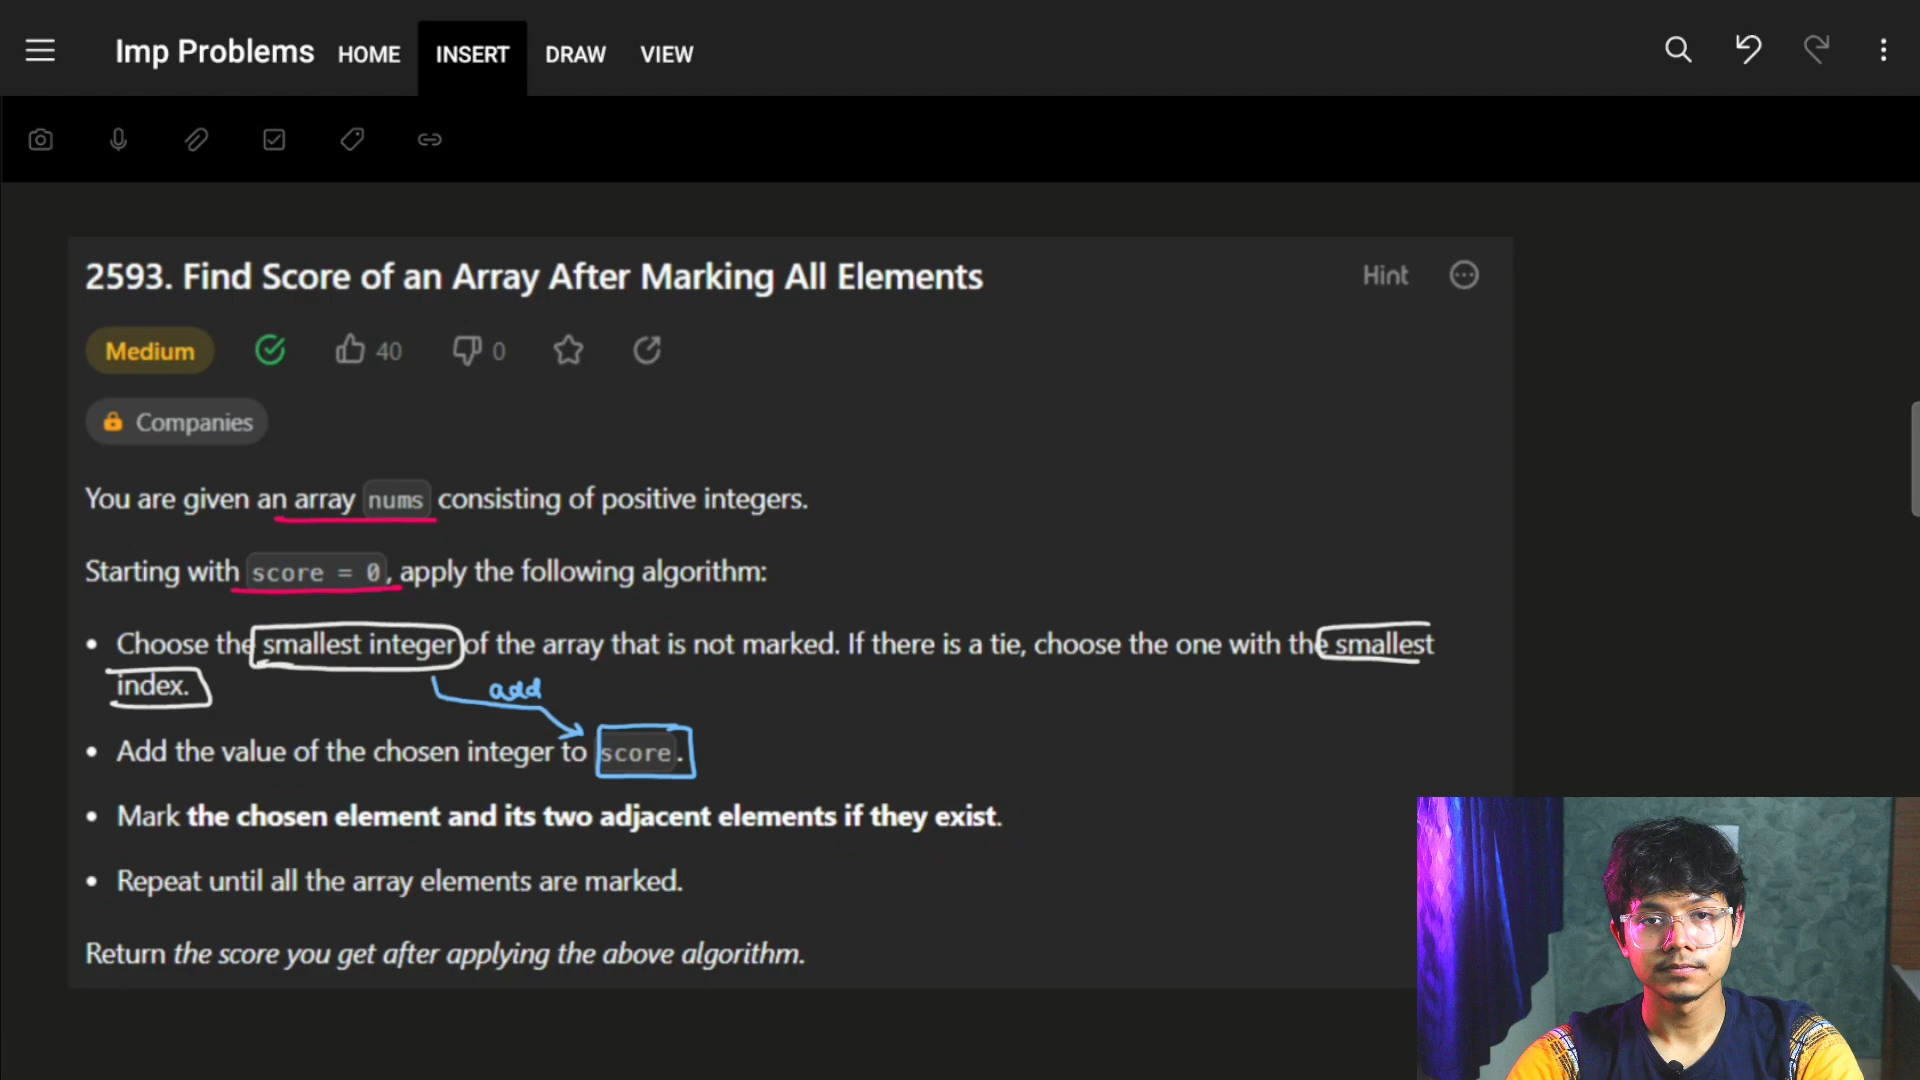 Imp Problems HOME INSERT DRAW VIEW
2593. Find Score of an Array After Marking All Elements
Hint
Medium 40 0
Companies
You are given an array nums consisting of positive integers.
Starting with score = 0, apply the following algorithm:
• Choose the smallest integer of the array that is not marked. If there is a tie, choose the one with the smallest
index.
add
• Add the value of the chosen integer to score.
• Mark the chosen element and its two adjacent elements if they exist.
• Repeat until all the array elements are marked.
Return the score you get after applying the above algorithm.